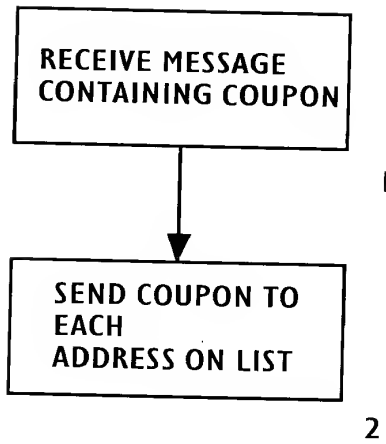 RECEIVE MESSAGE
CONTAINING COUPON
SEND COUPON TO
EACH
ADDRESS ON LIST
2